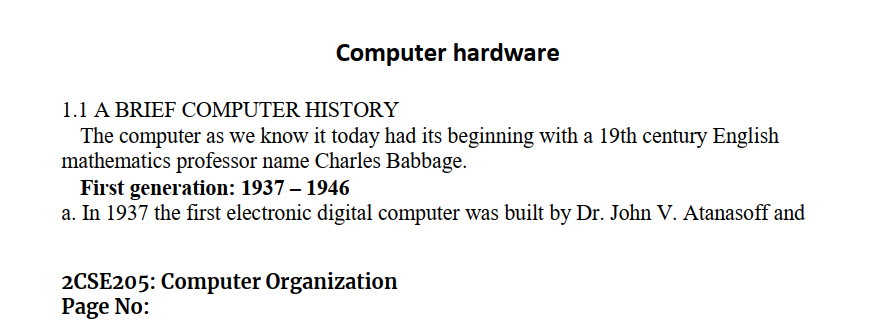 Computer hardware
1.1 A BRIEF COMPUTER HISTORY
The computer as we know it today had its beginning with a 19th century English
mathematics professor name Charles Babbage.
First generation: 1937 – 1946
a. In 1937 the first electronic digital computer was built by Dr. John V. Atanasoff and
2CSE205: Computer Organization
Page No: